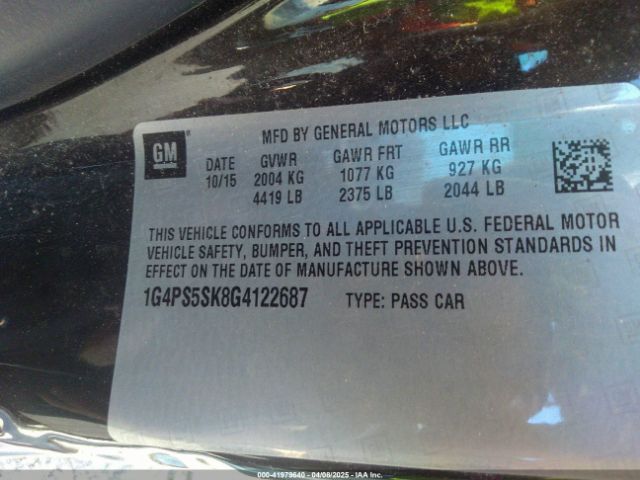 GM
MFD BY GENERAL MOTORS LLC
DATE GVWR GAWR FRT GAWR RR
10/15 2004 KG 1077 KG 927 KG
4419 LB 2375 LB 2044 LB
THIS VEHICLE CONFORMS TO ALL APPLICABLE U.S. FEDERAL MOTOR
VEHICLE SAFETY, BUMPER, AND THEFT PREVENTION STANDARDS IN
EFFECT ON THE DATE OF MANUFACTURE SHOWN ABOVE.
1G4PS5SK8G4122687 TYPE: PASS CAR
000-41979640 04/08/2025 IAA Inc.